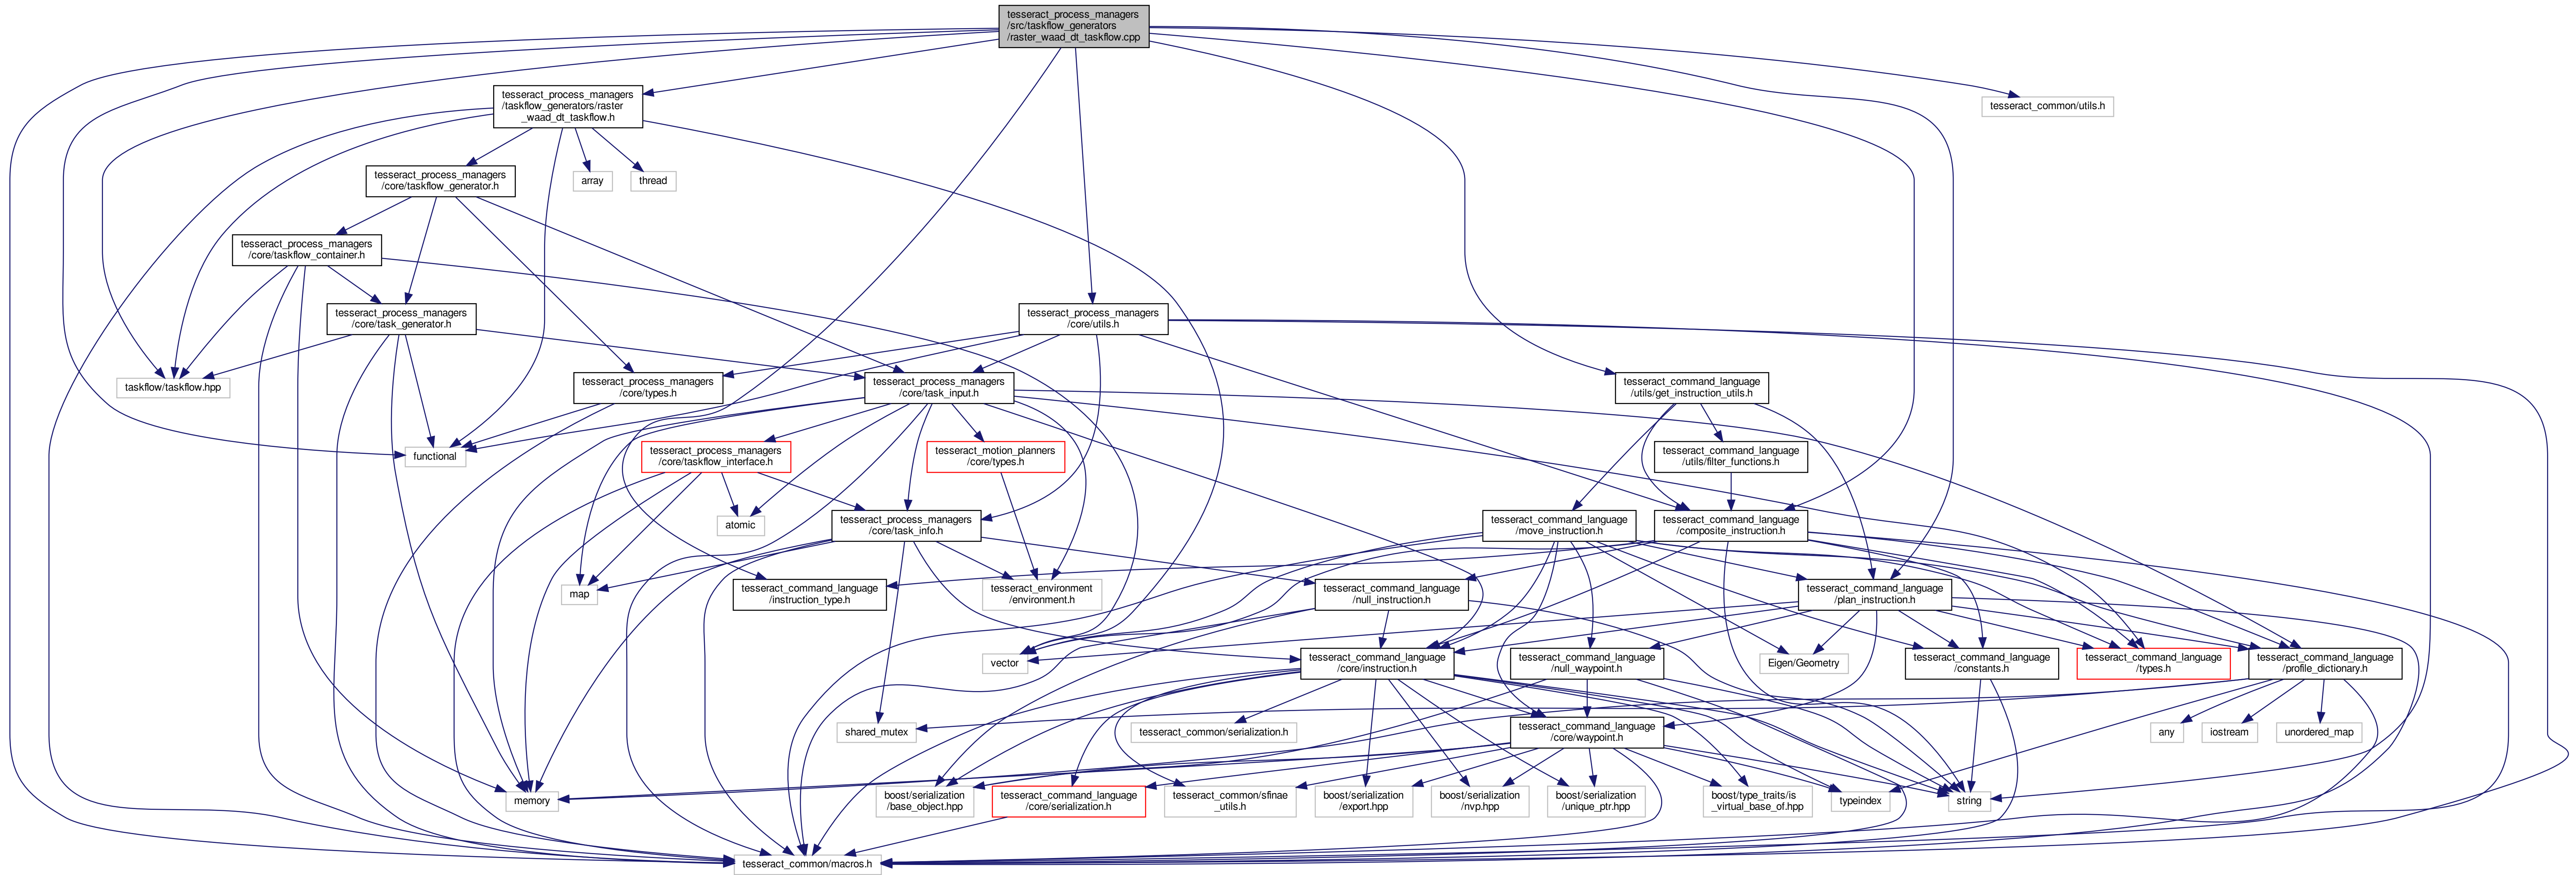 tesseract_process_managers
/src/taskflow_generators
/raster_waad_dt_taskflow.cpp
tesseract_process_managers
/taskflow_generators/raster
_waad_dt_taskflow.h
tesseract_common/utils.h
tesseract_process_managers
/core/taskflow_generator.h
array
thread
tesseract_process_managers
/core/taskflow_container.h
tesseract_process_managers
/core/task_generator.h
tesseract_process_managers
/core/utils.h
taskflow/taskflow.hpp
tesseract_process_managers
/core/types.h
tesseract_process_managers
/core/task_input.h
tesseract_command_language
/utils/get_instruction_utils.h
functional
tesseract_process_managers
/core/taskflow_interface.h
tesseract_motion_planners
/core/types.h
tesseract_command_language
/utils/filter_functions.h
atomic
tesseract_process_managers
/core/task_info.h
tesseract_command_language
/move_instruction.h
tesseract_command_language
/composite_instruction.h
map
tesseract_command_language
/instruction_type.h
tesseract_environment
/environment.h
tesseract_command_language
/null_instruction.h
tesseract_command_language
/plan_instruction.h
vector
tesseract_command_language
/core/instruction.h
tesseract_command_language
/null_waypoint.h
Eigen/Geometry
tesseract_command_language
/constants.h
tesseract_command_language
/types.h
tesseract_command_language
/profile_dictionary.h
shared_mutex
tesseract_common/serialization.h
tesseract_command_language
/core/waypoint.h
any
iostream
unordered_map
memory
boost/serialization
/base_object.hpp
tesseract_command_language
/core/serialization.h
tesseract_common/sfinae
_utils.h
boost/serialization
/export.hpp
boost/serialization
/nvp.hpp
boost/serialization
/unique_ptr.hpp
boost/type_traits/is
_virtual_base_of.hpp
typeindex
string
tesseract_common/macros.h